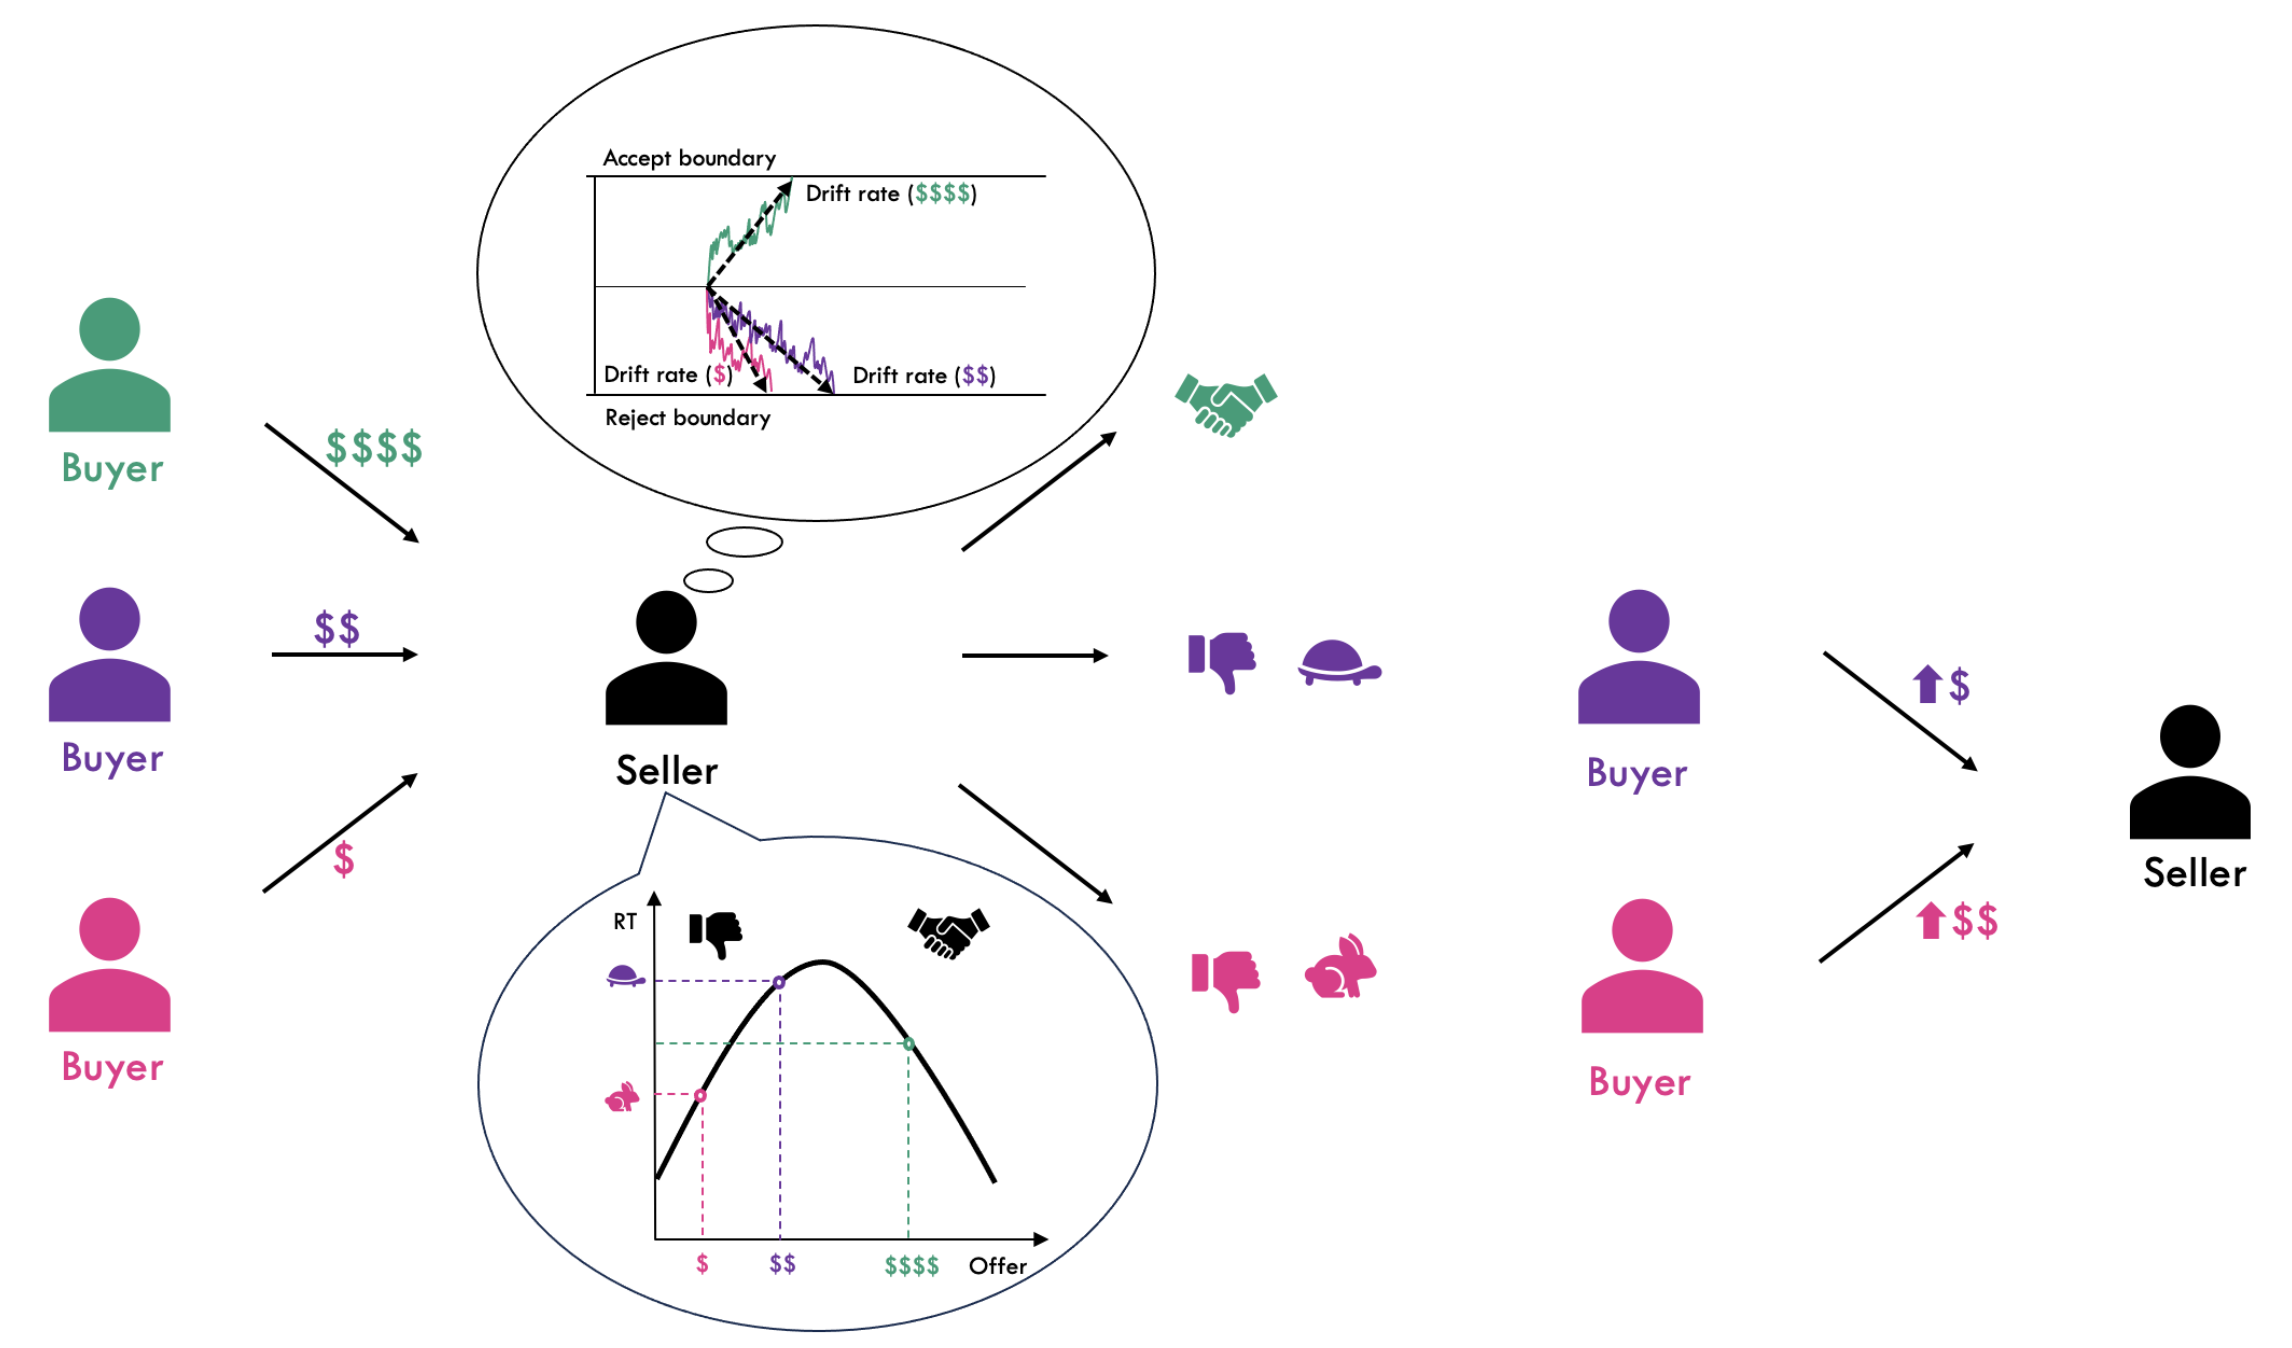 Accept boundary
Drift rate ($$$$)
Drift rate ($)
Drift rate ($$)
Reject boundary
Buyer
$$$$
Buyer
$$
Buyer
$
Seller
RT
$
$$
$$$$
Offer
Buyer
$
Buyer
$$
Seller